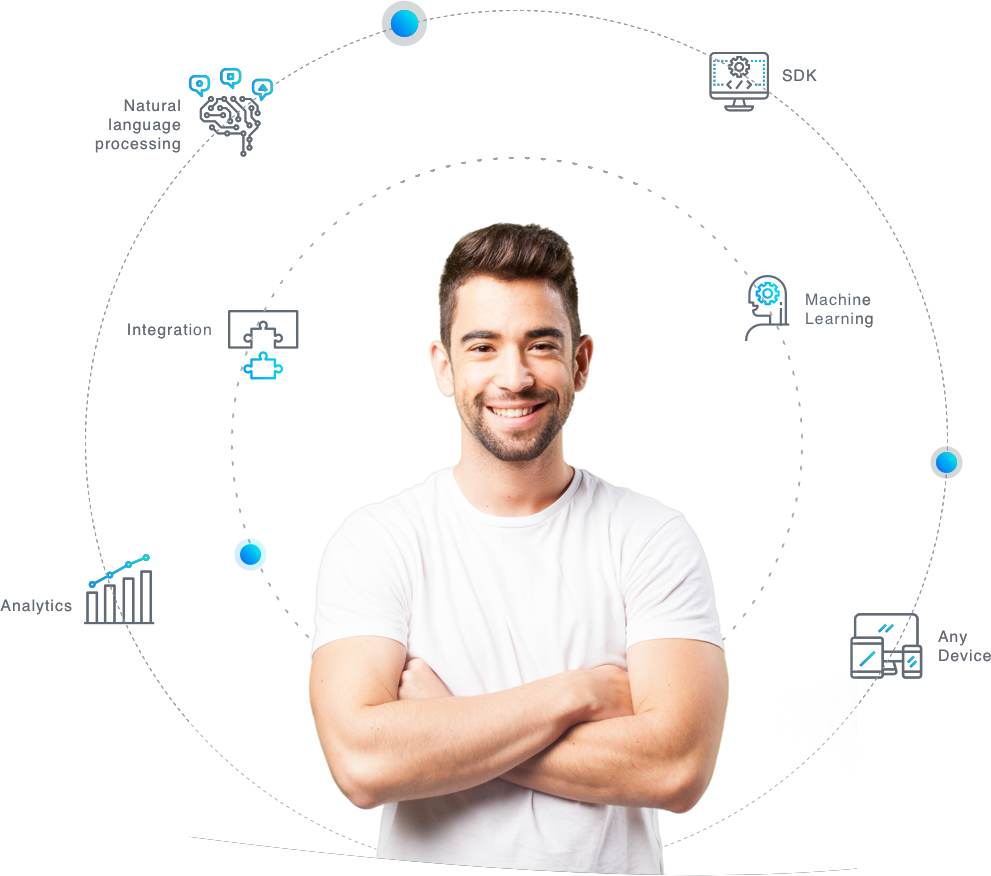 SDK
Natural
language
processing
Machine
Learning
Integration
Analytics
Any
Device